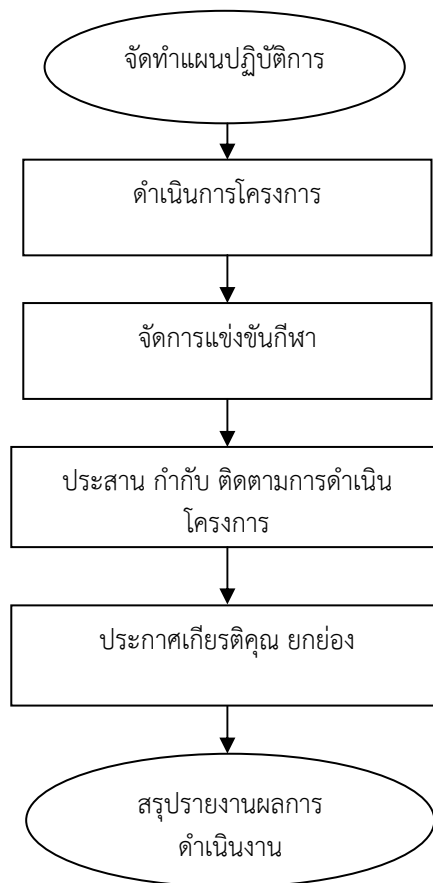 จัดทำแผนปฏิบัติการ
ดำเนินการโครงการ
จัดการแข่งขันกีฬา
ประสาน กำกับ ติดตามการดำเนิน
โครงการ
ประกาศเกียรติคุณ ยกย่อง
สรุปรายงานผลการ
ดำเนินงาน